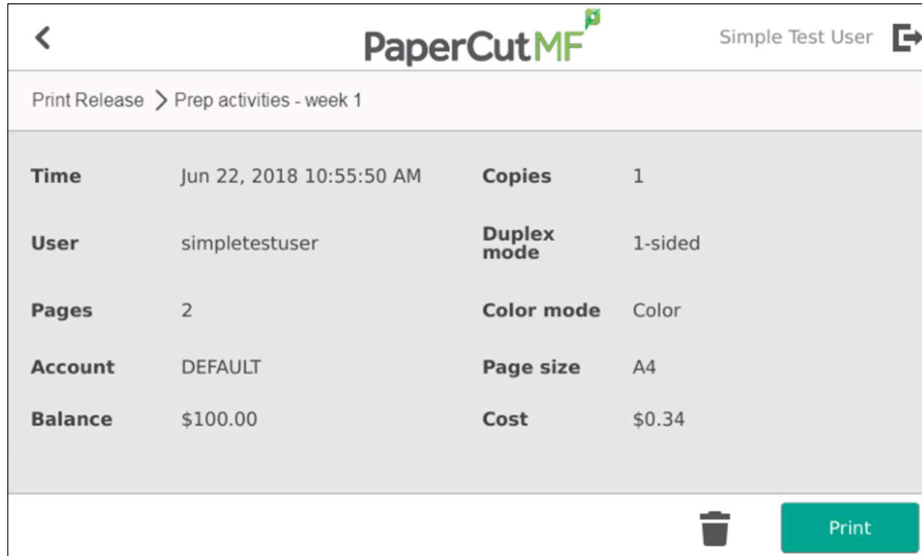 PaperCutMF
Simple Test User
Print Release > Prep activities - week 1
Time Jun 22, 2018 10:55:50 AM Copies 1
User simpletestuser Duplex mode 1-sided
Pages 2 Color mode Color
Account DEFAULT Page size A4
Balance $100.00 Cost $0.34
Print